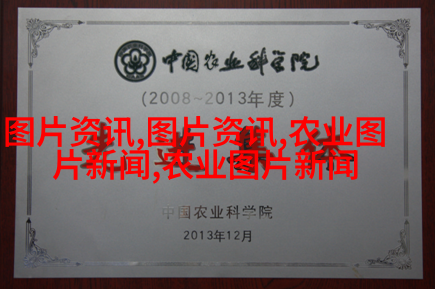 中国农业科学院
(2008~2013年度)
图片资讯,图片资讯,农业图
片新闻,农业图片新闻
中国农业科学院
2013年12月